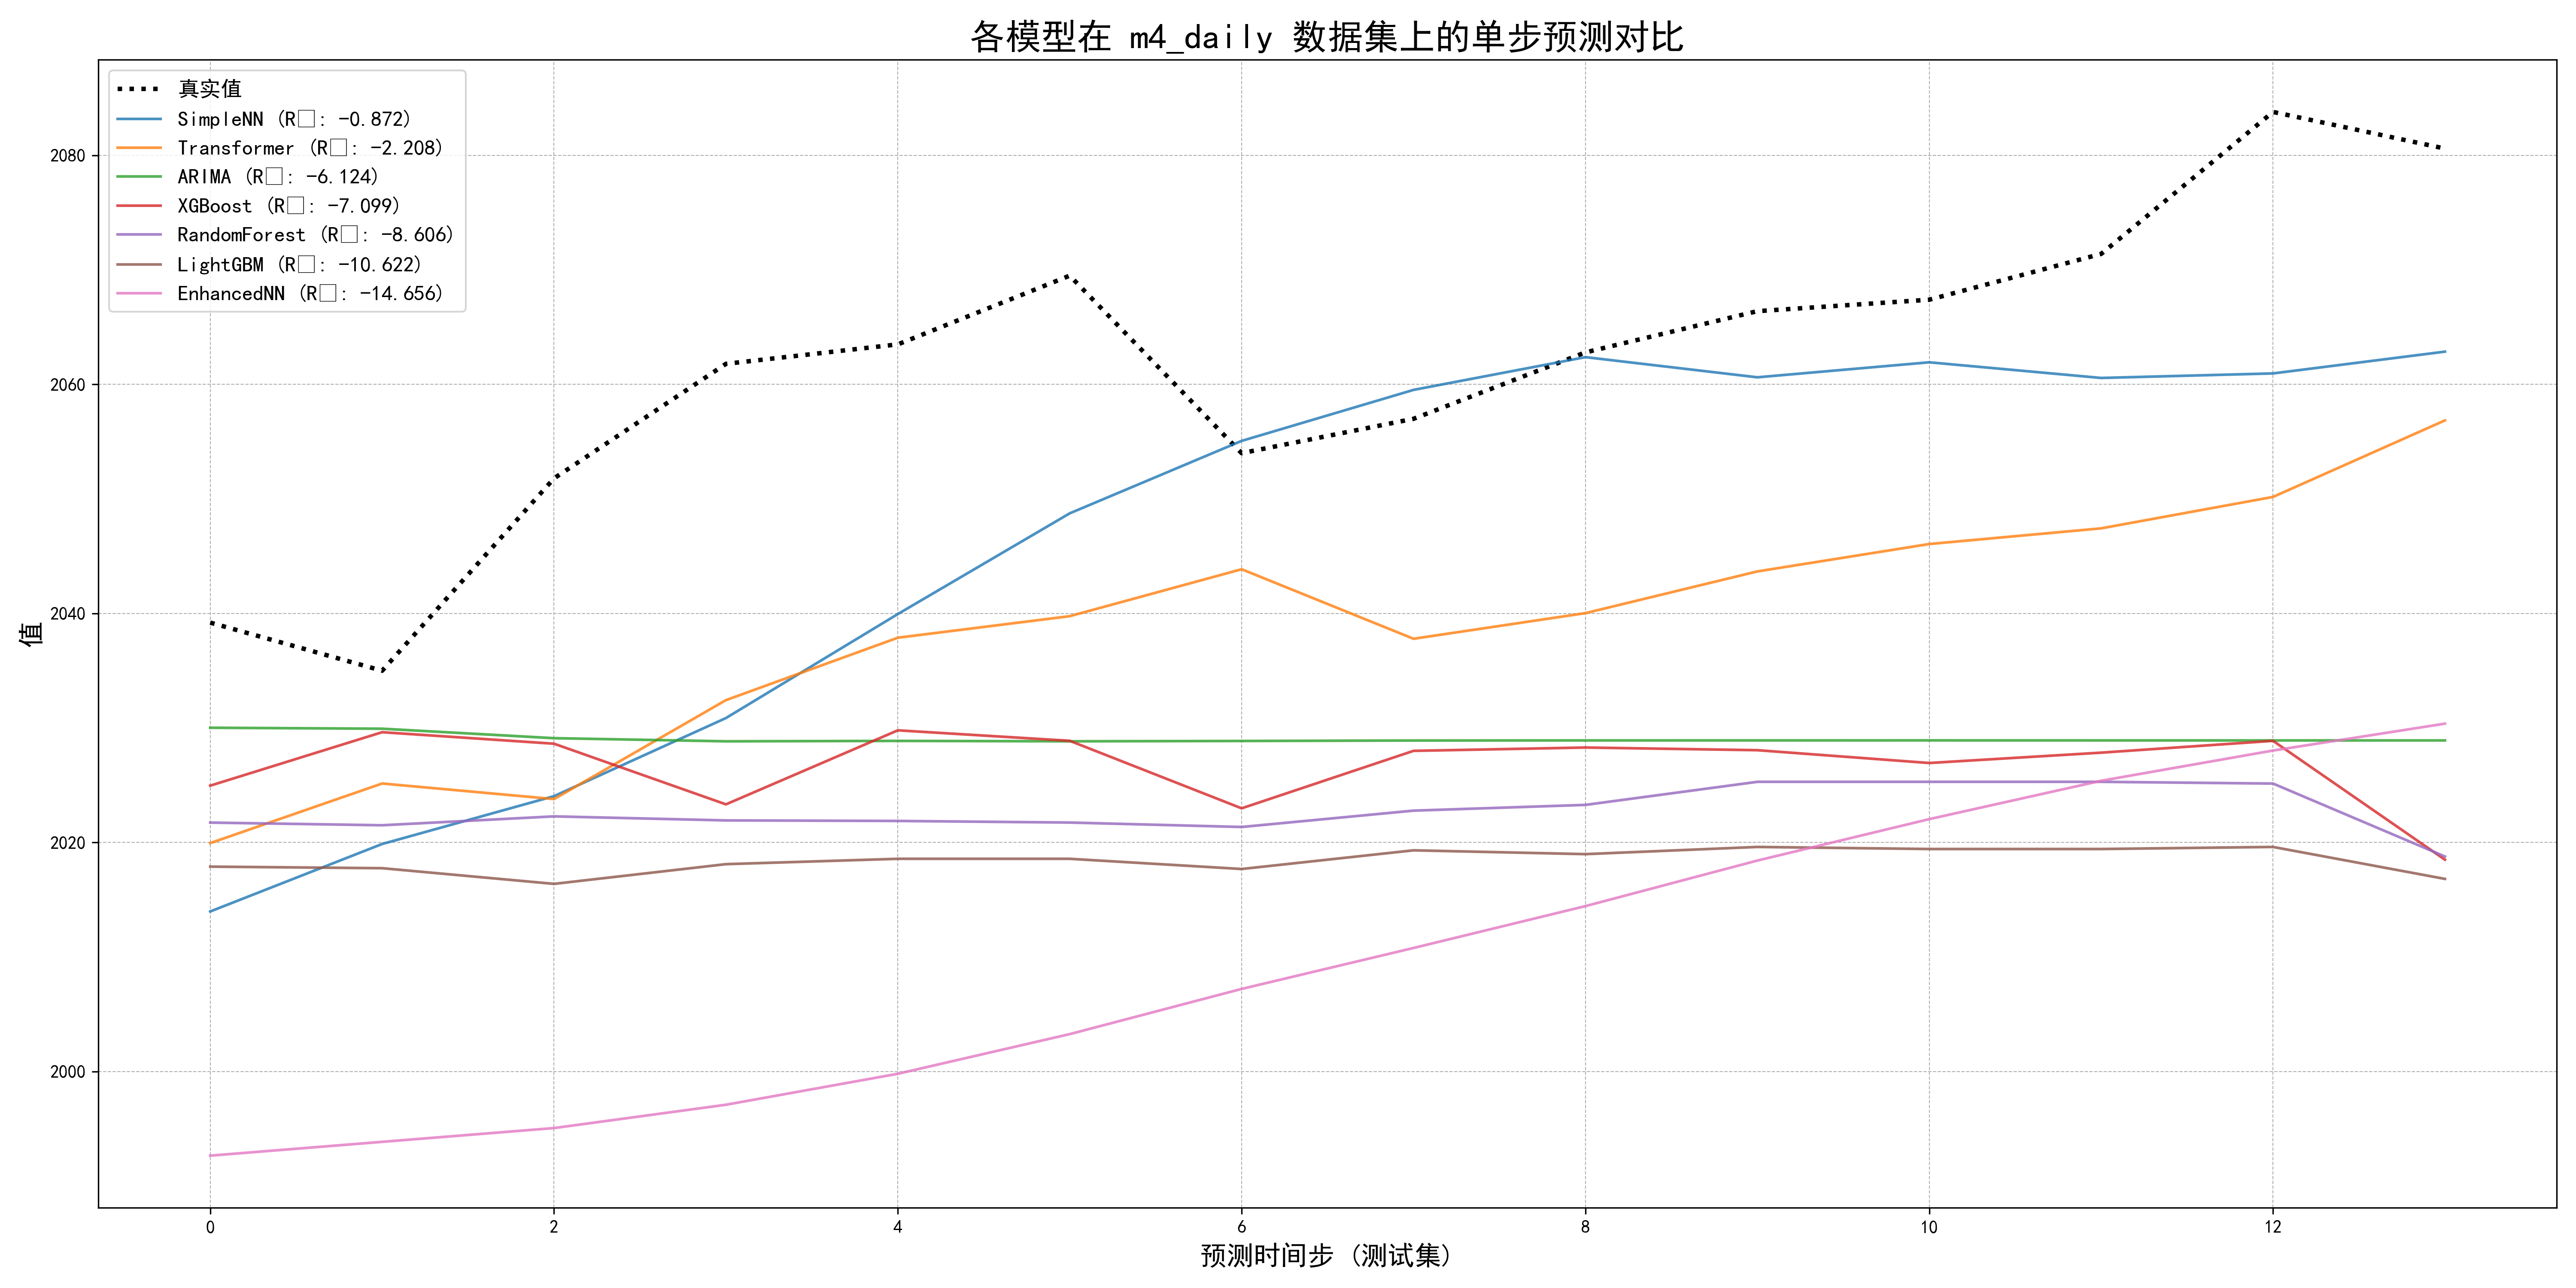 各模型在 m4_daily 数据集上的单步预测对比
真实值
SimpleNN (R□: -0.872)
Transformer (R□: -2.208)
ARIMA (R□: -6.124)
XGBoost (R□: -7.099)
RandomForest (R□: -8.606)
LightGBM (R□: -10.622)
EnhancedNN (R□: -14.656)
2080
2060
2040
2020
2000
值
0 2 4 6 8 10 12
预测时间步 (测试集)